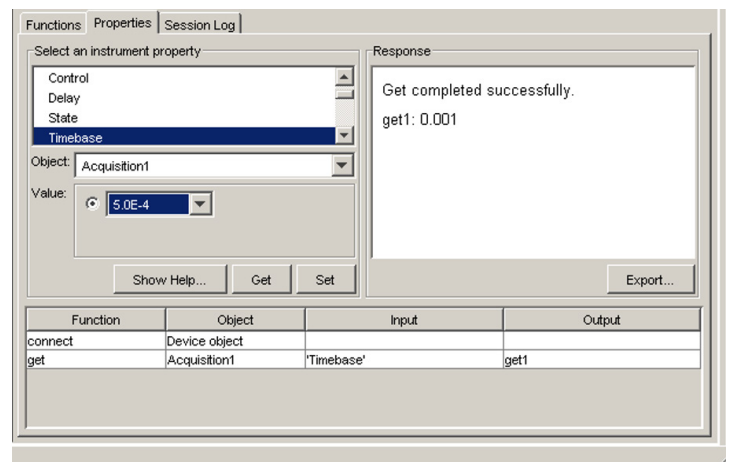 Functions Properties Session Log
Select an instrument property
Control
Delay
State
Timebase
Object: Acquisition1
Value: 5.0E-4
Show Help... Get Set
Response
Get completed successfully.
get1: 0.001
Export...
Function Object Input Output
connect Device object
get Acquisition1 'Timebase' get1